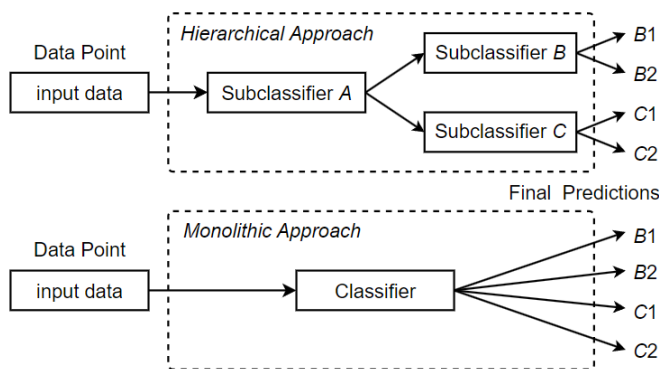 Hierarchical Approach
Data Point
input data
Subclassifier A
Subclassifier B
Subclassifier C
B1
B2
C1
C2
Final Predictions
Monolithic Approach
Data Point
input data
Classifier
B1
B2
C1
C2